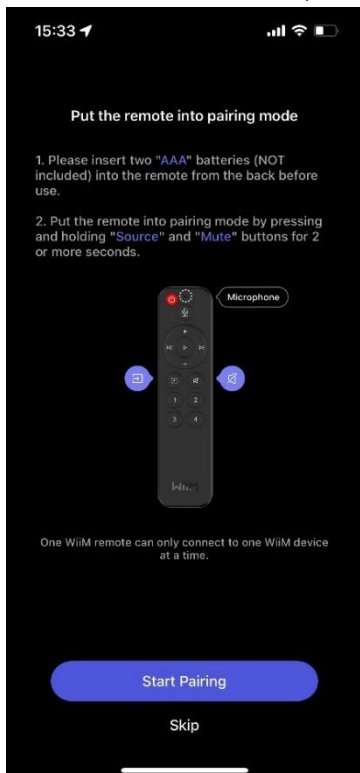 15:33
Put the remote into pairing mode
1. Please insert two "AAA" batteries (NOT
included) into the remote from the back before
use.
2. Put the remote into pairing mode by pressing
and holding "Source" and "Mute" buttons for 2
or more seconds.
Microphone
1 2
3 4
WiiM
One WiiM remote can only connect to one WiiM device
at a time.
Start Pairing
Skip